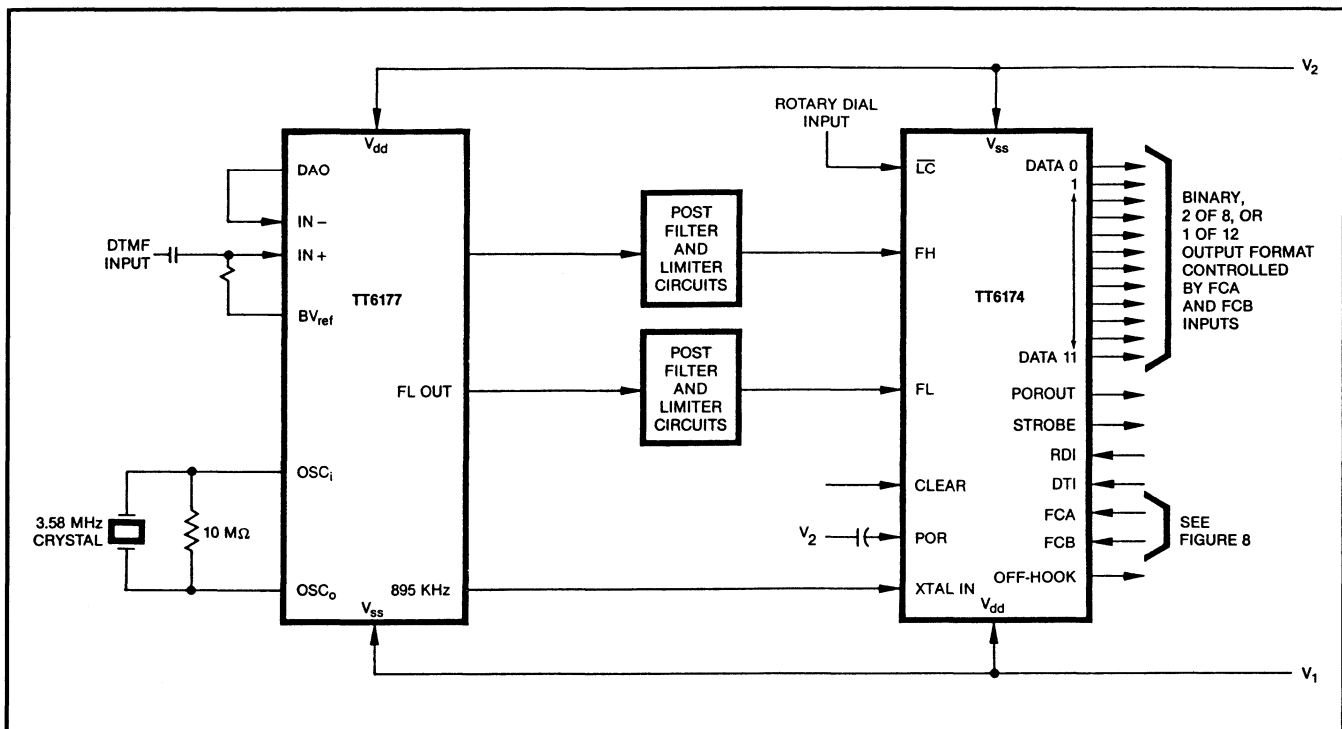 V2
ROTARY DIAL
INPUT
Vdd
Vss
DAO
IN -
DTMF
INPUT
IN +
BVref
TT6177
FL OUT
OSCi
3.58 MHz
CRYSTAL
10 MΩ
OSCo
895 KHz
Vss
POST
FILTER
AND
LIMITER
CIRCUITS
POST
FILTER
AND
LIMITER
CIRCUITS
L̅C̅
FH
TT6174
FL
CLEAR
V2
POR
XTAL IN
Vdd
DATA 0
1
DATA 11
POROUT
STROBE
RDI
DTI
FCA
FCB
OFF-HOOK
BINARY,
2 OF 8, OR
1 OF 12
OUTPUT FORMAT
CONTROLLED
BY FCA
AND FCB
INPUTS
SEE
FIGURE 8
V1